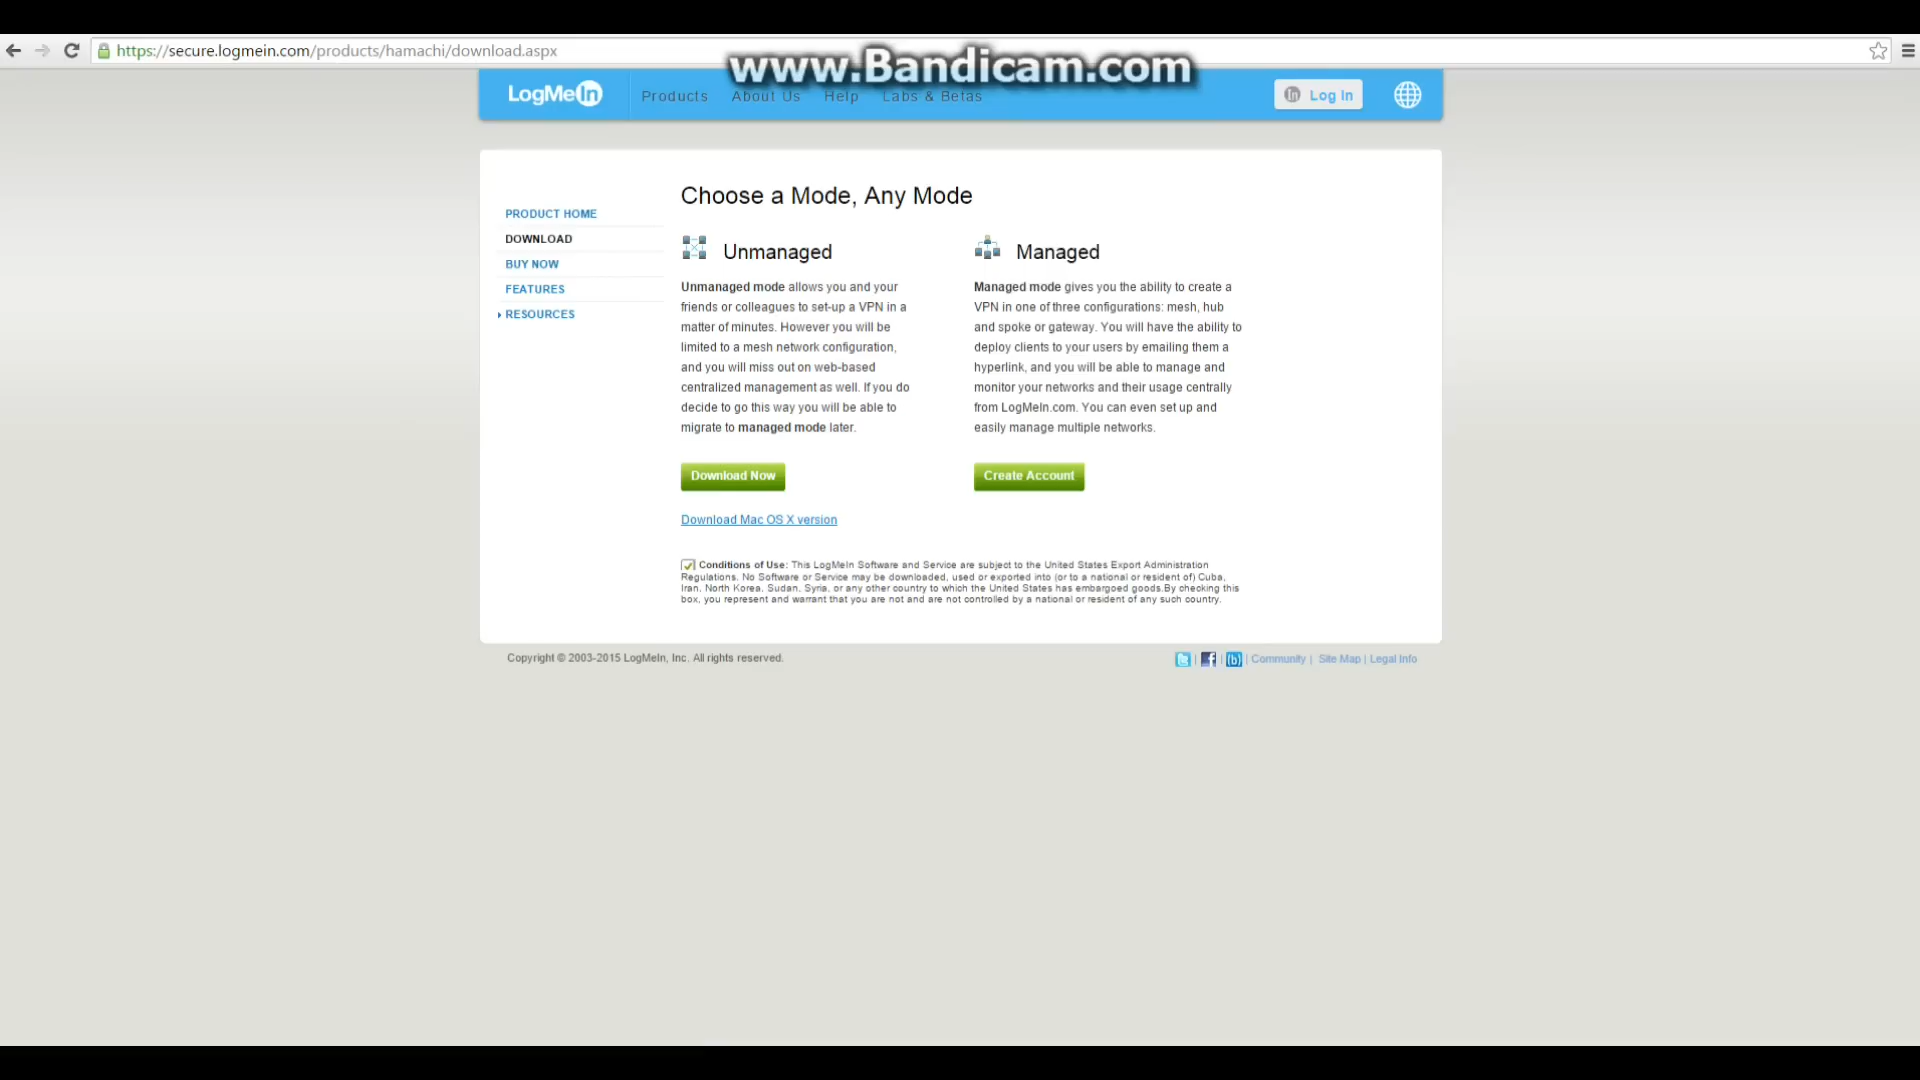 https://secure.logmein.com/products/hamachi/download.aspx
www.Bandicam.com
LogMeIn
Products
About Us
Help
Labs & Betas
Log In
PRODUCT HOME
DOWNLOAD
BUY NOW
FEATURES
RESOURCES
Choose a Mode, Any Mode
Unmanaged
Unmanaged mode allows you and your
friends or colleagues to set-up a VPN in a
matter of minutes. However you will be
limited to a mesh network configuration,
and you will miss out on web-based
centralized management as well. If you do
decide to go this way you will be able to
migrate to managed mode later.
Download Now
Download Mac OS X version
Managed
Managed mode gives you the ability to create a
VPN in one of three configurations: mesh, hub
and spoke or gateway. You will have the ability to
deploy clients to your users by emailing them a
hyperlink, and you will be able to manage and
monitor your networks and their usage centrally
from LogMeIn.com. You can even set up and
easily manage multiple networks.
Create Account
Conditions of Use: This LogMeIn Software and Service are subject to the United States Export Administration
Regulations. No Software or Service may be downloaded, used or exported into (or to a national or resident of) Cuba,
Iran, North Korea, Sudan, Syria, or any other country to which the United States has embargoed goods.By checking this
box, you represent and warrant that you are not and are not controlled by a national or resident of any such country.
Copyright © 2003-2015 LogMeIn, Inc. All rights reserved.
| | | Community | Site Map | Legal Info